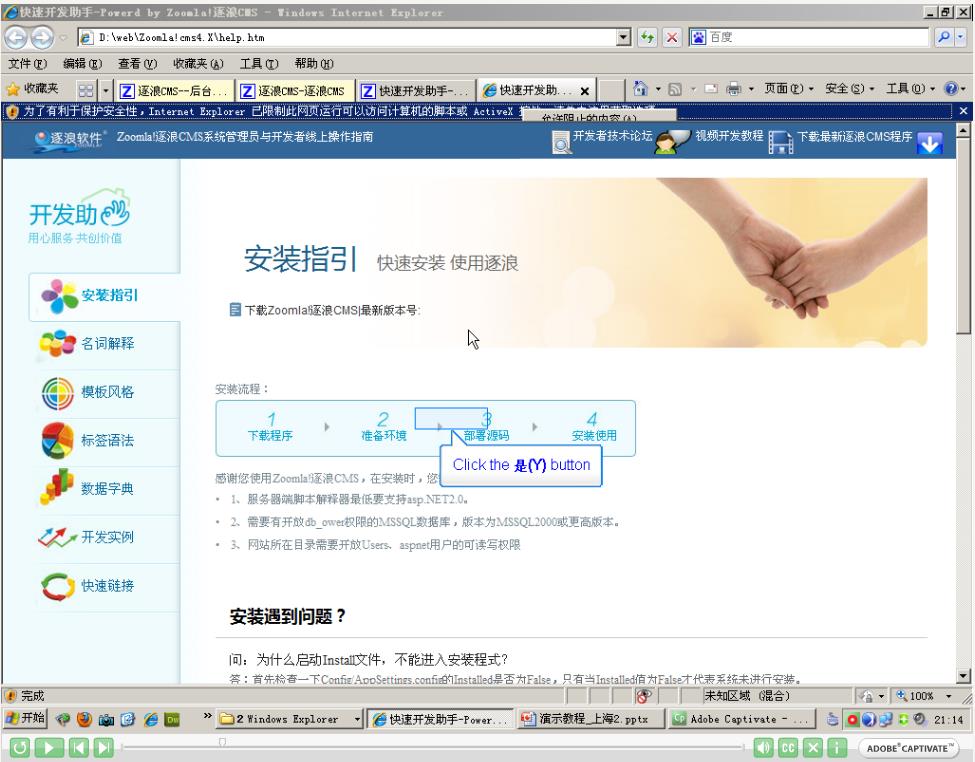 快速开发助手-Powerd by Zoomla!逐浪CMS - Windows Internet Explorer
D:\web\Zoomla!cms4.X\help.htm
百度
文件(F) 编辑(E) 查看(V) 收藏夹(A) 工具(T) 帮助(H)
收藏夹 逐浪CMS--后台... 逐浪CMS-逐浪CMS 快速开发助手-... 快速开发助... 页面(P) 安全(S) 工具(O)
为了有利于保护安全性，Internet Explorer 已限制此网页运行可以访问计算机的脚本或 ActiveX
允许阻止的内容(A)
逐浪软件® Zoomla!逐浪CMS系统管理员与开发者线上操作指南 开发者技术论坛 视频开发教程 下载最新逐浪CMS程序
开发助
用心服务·共创价值
安装指引
名词解释
模板风格
标签语法
数据字典
开发实例
快速链接
安装指引 快速安装 使用逐浪
下载Zoomla!逐浪CMS|最新版本号:
安装流程：
1 2 3 4
下载程序 准备环境 部署源码 安装使用
Click the 是(Y) button
感谢您使用Zoomla!逐浪CMS，在安装时，您
• 1、服务器端脚本解释器最低要支持asp.NET2.0。
• 2、需要有开放db_ower权限的MSSQL数据库，版本为MSSQL2000或更高版本。
• 3、网站所在目录需要开放Users、aspnet用户的可读写权限
安装遇到问题？
问：为什么启动Install文件，不能进入安装程式?
答：首先检查一下Config/AppSettings.config的Installed是否为False，只有当Installed值为False才代表系统未进行安装。
完成 未知区域 (混合) 100%
开始 Dw » 2 Windows Explorer 快速开发助手-Power... 演示教程_上海2.pptx Adobe Captivate - ... 21:14
CC i ADOBE® CAPTIVATE™